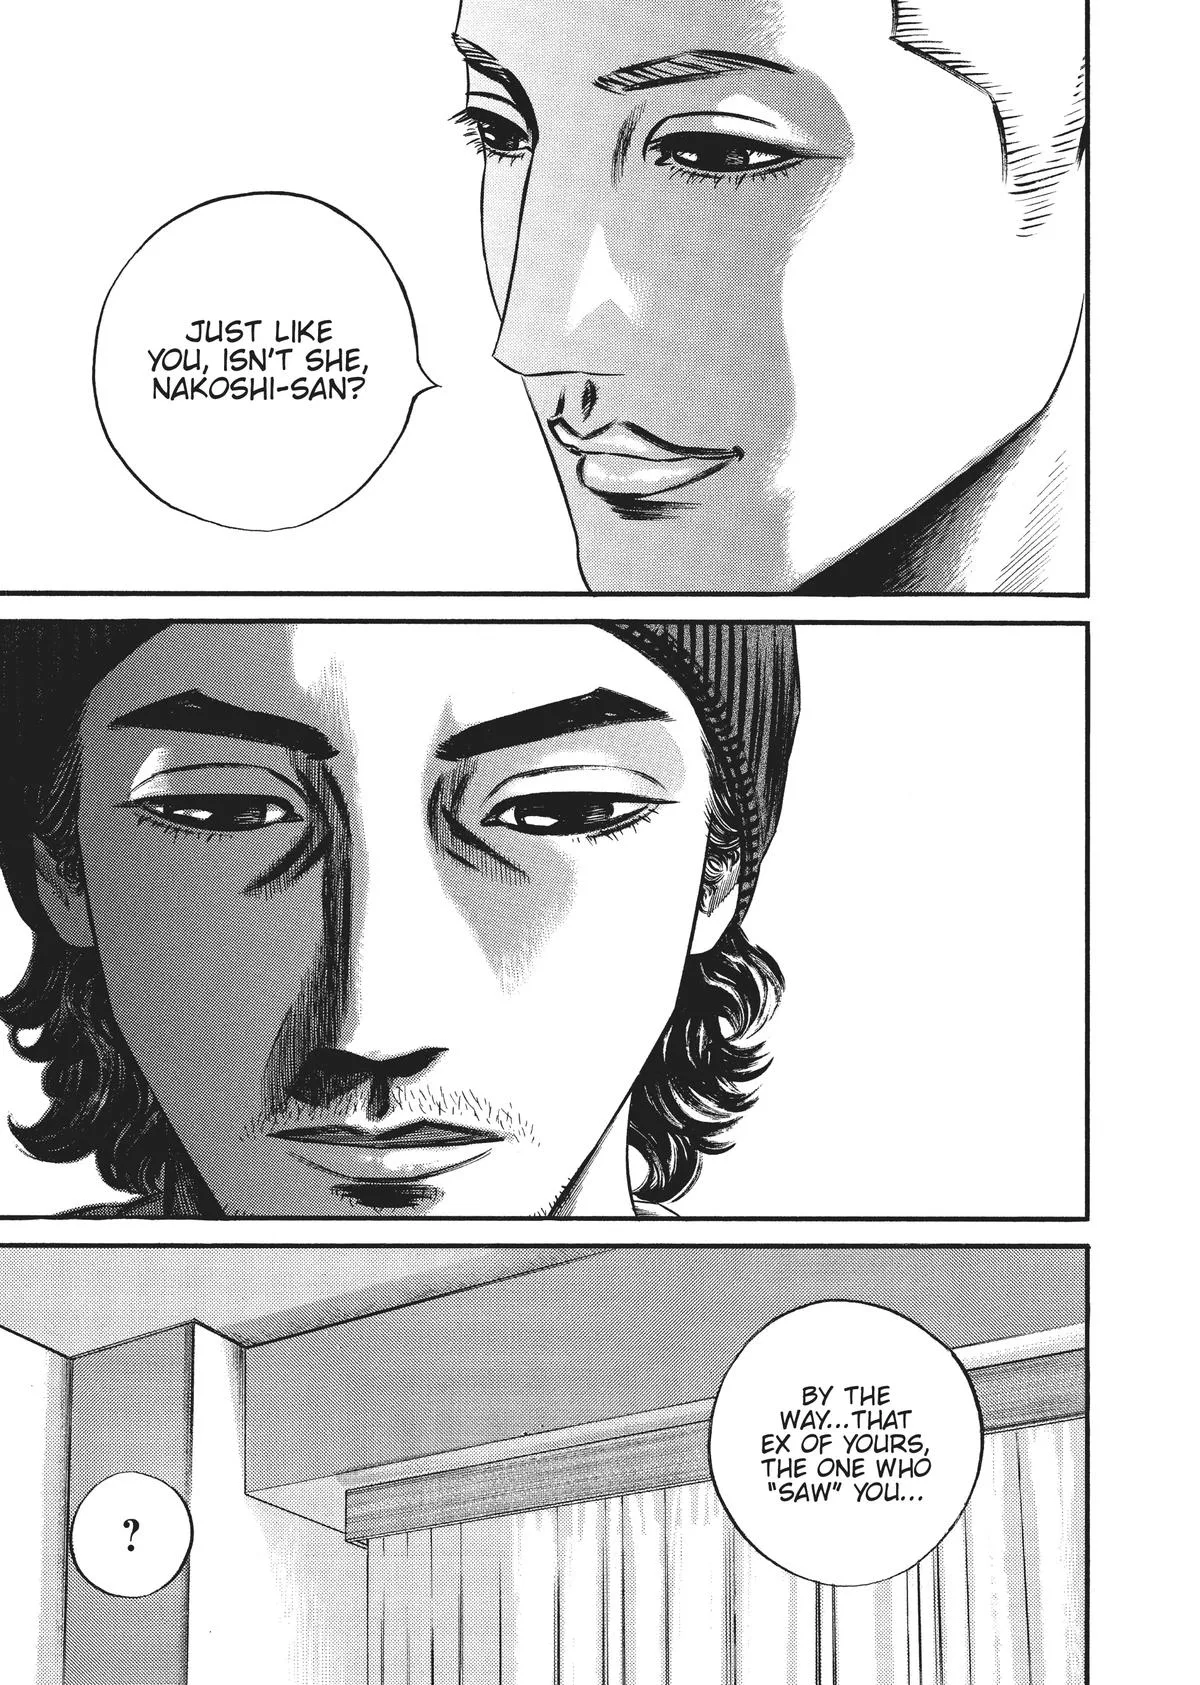 JUST LIKE
YOU, ISN'T SHE,
NAKOSHI-SAN?
BY THE
WAY...THAT
EX OF YOURS,
THE ONE WHO
"SAW" YOU...
?